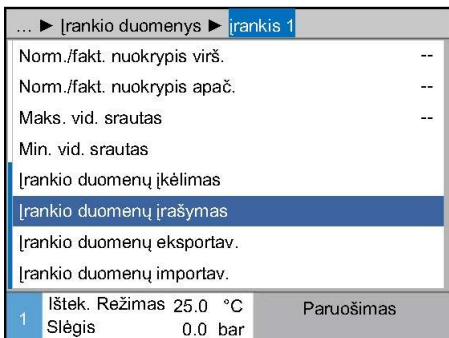 ... ► Įrankio duomenys ► įrankis 1
Norm./fakt. nuokrypis virš. --
Norm./fakt. nuokrypis apač. --
Maks. vid. srautas --
Min. vid. srautas
Įrankio duomenų įkėlimas
Įrankio duomenų įrašymas
Įrankio duomenų eksportav.
Įrankio duomenų importav.
1 Ištek. Režimas 25.0 °C Paruošimas
Slėgis 0.0 bar